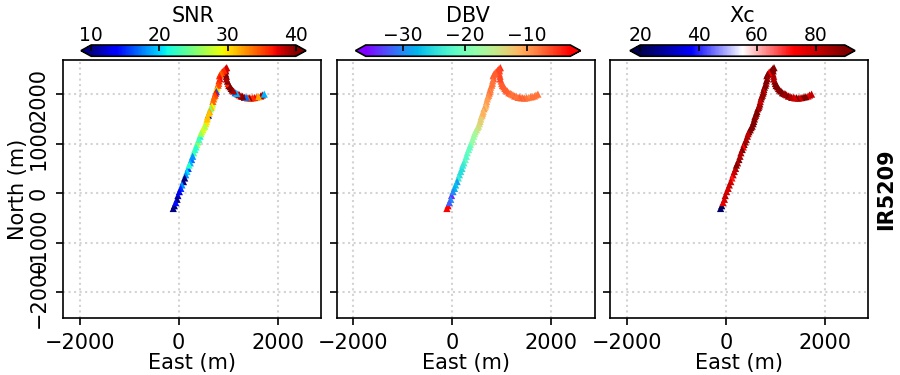 SNR DBV Xc
10 20 30 40 −30 −20 −10 20 40 60 80
2000
1000
0
−1000
−2000
North (m)
IR5209
−2000 0 2000 −2000 0 2000 −2000 0 2000
East (m) East (m) East (m)